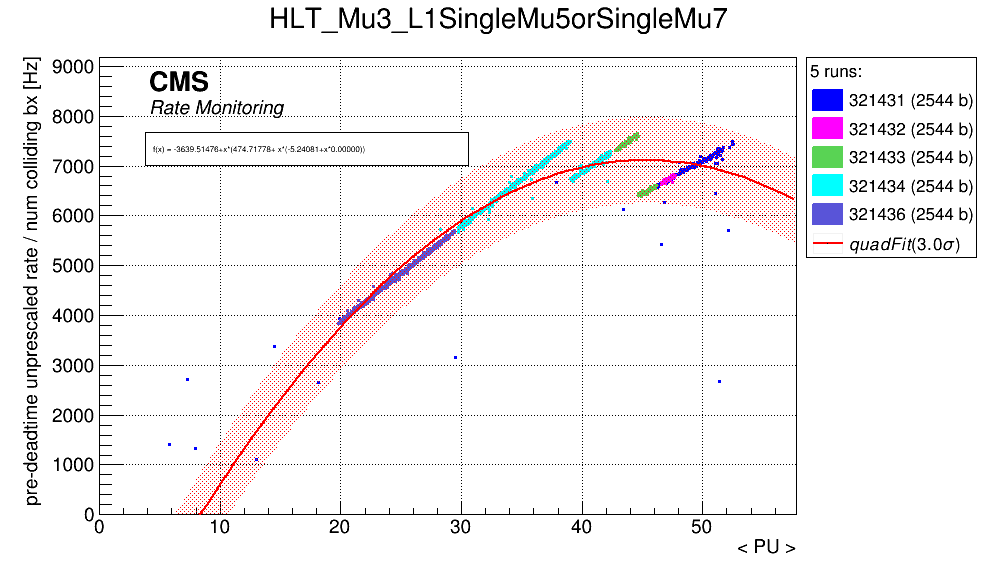 HLT_Mu3_L1SingleMu5orSingleMu7
pre-deadtime unprescaled rate / num colliding bx [Hz]
9000
8000
7000
6000
5000
4000
3000
2000
1000
0
CMS
Rate Monitoring
f(x) = -3639.51476+x*(474.71778+ x*(-5.24081+x*0.00000))
0
10
20
30
40
50
< PU >
5 runs:
321431 (2544 b)
321432 (2544 b)
321433 (2544 b)
321434 (2544 b)
321436 (2544 b)
quadFit(3.0σ)